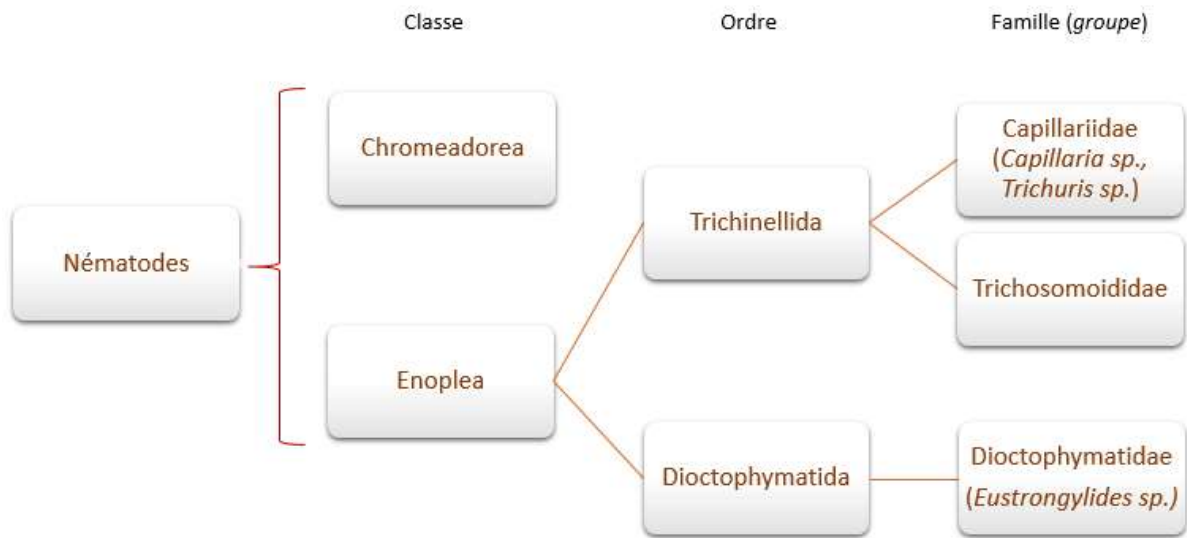 Classe
Ordre
Famille (groupe)
Nématodes
Chromeadorea
Enoplea
Trichinellida
Dioctophymatida
Capillariidae
(Capillaria sp.,
Trichuris sp.)
Trichosomoididae
Dioctophymatidae
(Eustrongylides sp.)